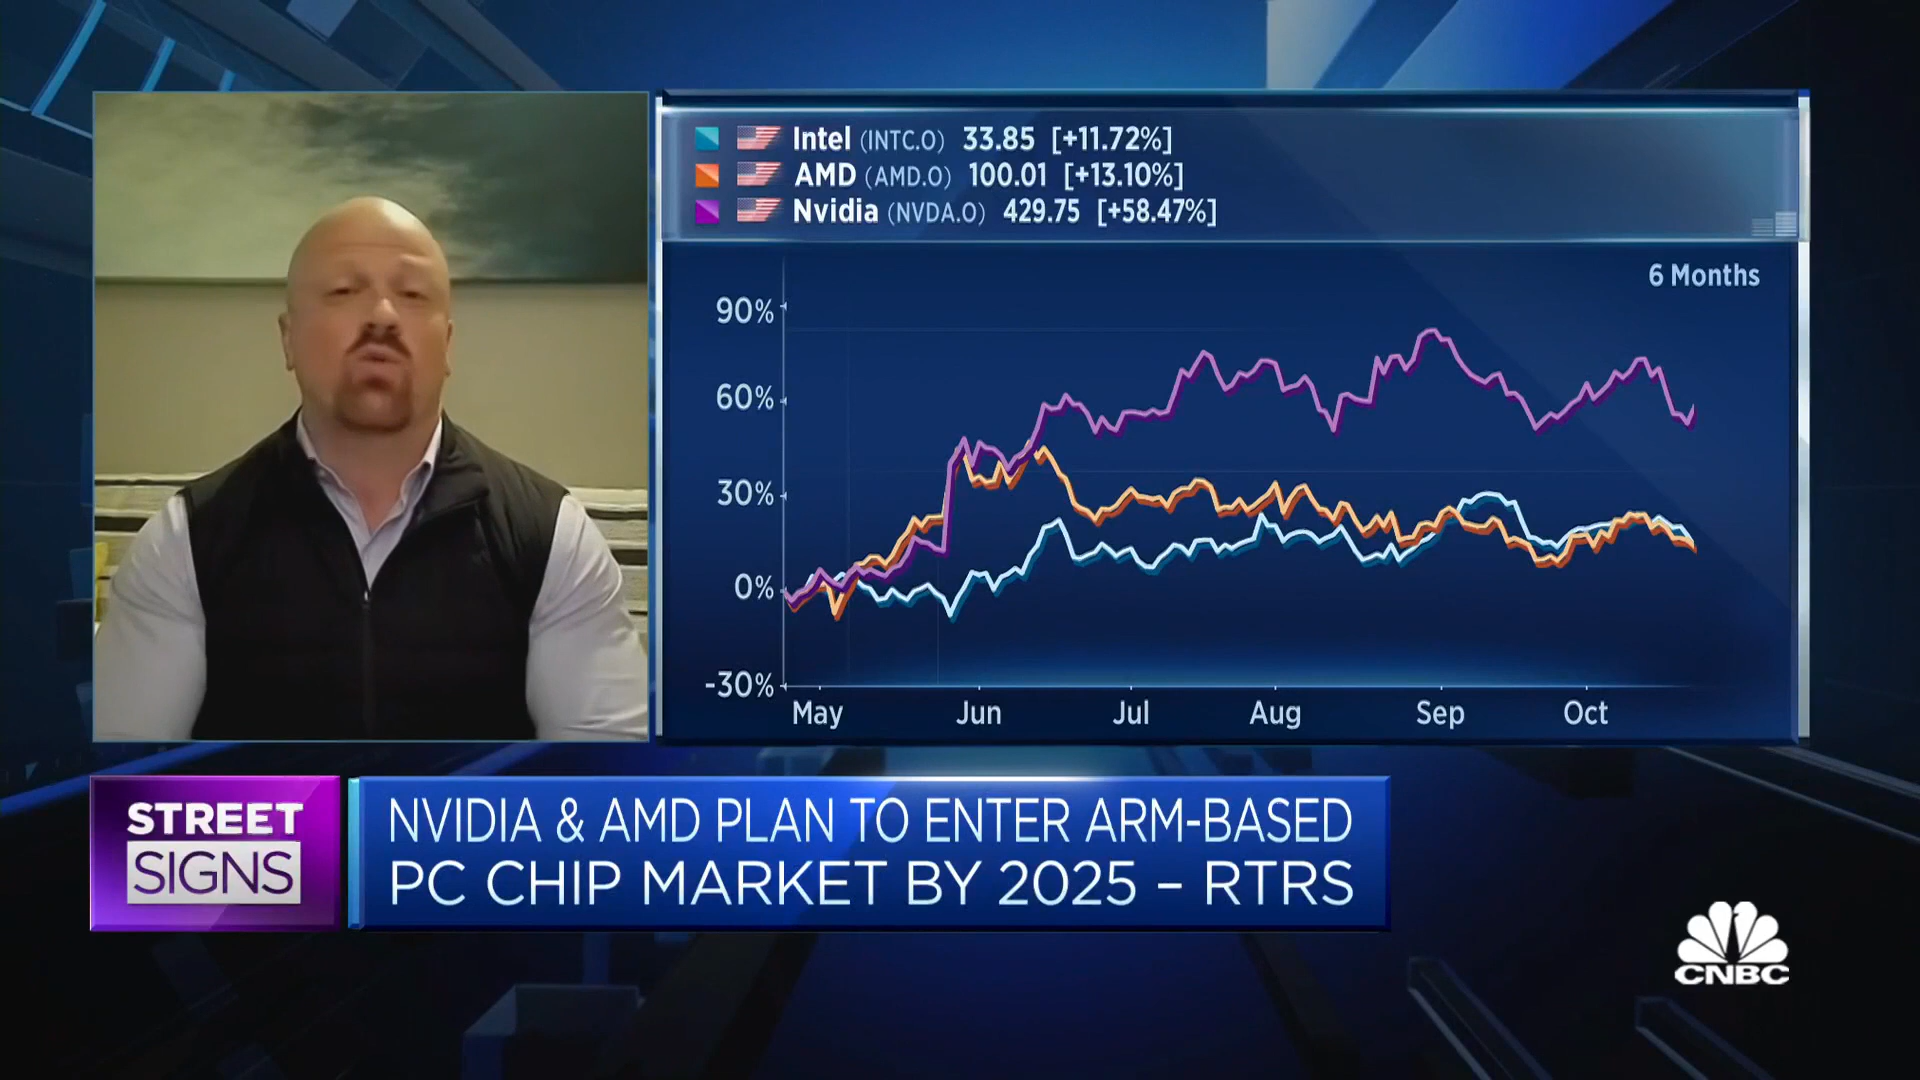 Intel (INTC.O) 33.85 [+11.72%]
AMD (AMD.O) 100.01 [+13.10%]
Nvidia (NVDA.O) 429.75 [+58.47%]
6 Months
90%
60%
30%
0%
-30%
May Jun Jul Aug Sep Oct
STREET
SIGNS
NVIDIA & AMD PLAN TO ENTER ARM-BASED
PC CHIP MARKET BY 2025 – RTRS
CNBC